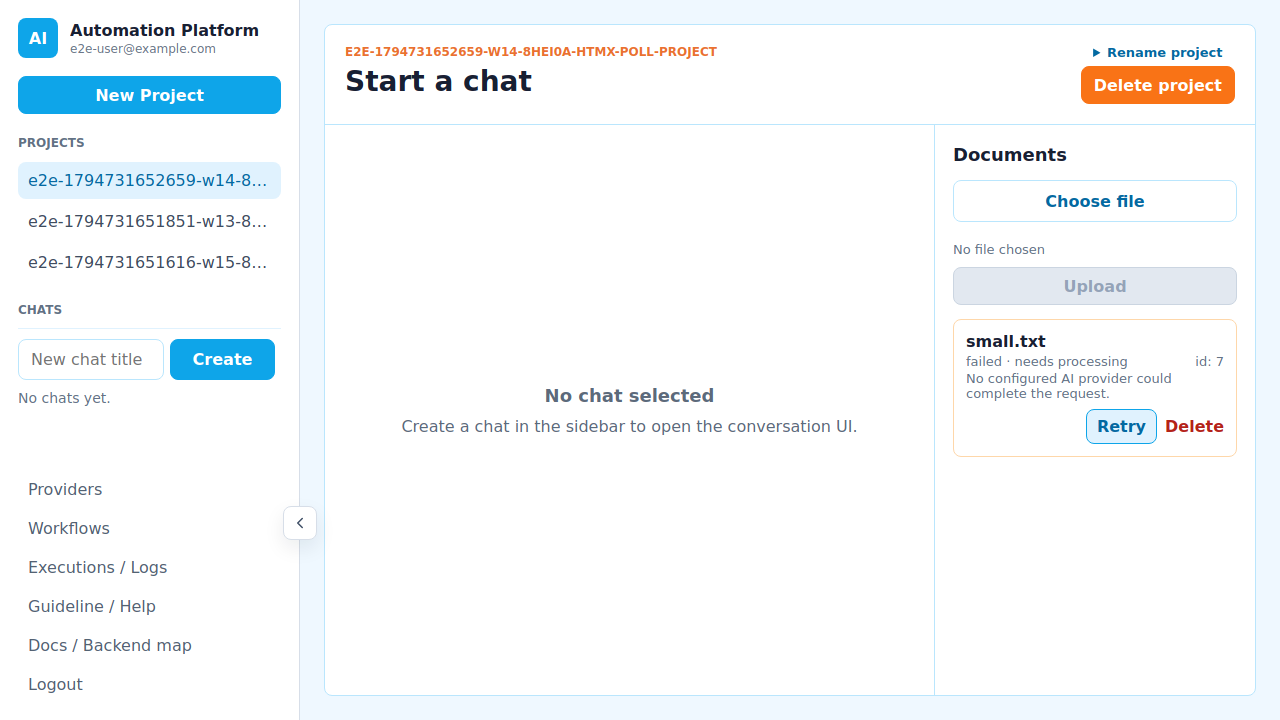 AI
Automation Platform
e2e-user@example.com
New Project
PROJECTS
e2e-1794731652659-w14-8...
e2e-1794731651851-w13-8...
e2e-1794731651616-w15-8...
CHATS
New chat title
Create
No chats yet.
Providers
Workflows
Executions / Logs
Guideline / Help
Docs / Backend map
Logout
E2E-1794731652659-W14-8HEI0A-HTMX-POLL-PROJECT
Start a chat
Rename project
Delete project
No chat selected
Create a chat in the sidebar to open the conversation UI.
Documents
Choose file
No file chosen
Upload
small.txt
failed · needs processing id: 7
No configured AI provider could
complete the request.
Retry Delete